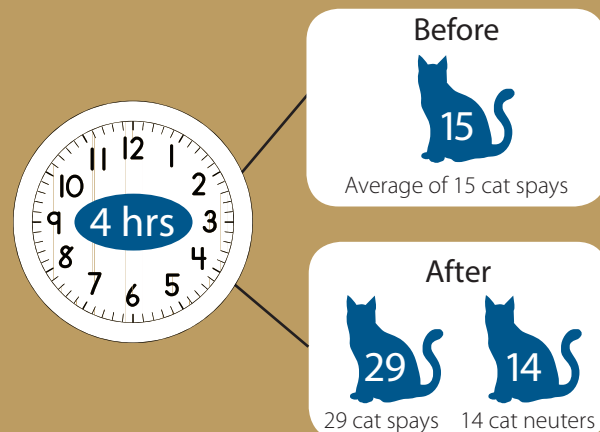 12
11
1
10
2
9
4 hrs
3
8
4
7
5
6
Before
15
Average of 15 cat spays
After
29
14
29 cat spays
14 cat neuters